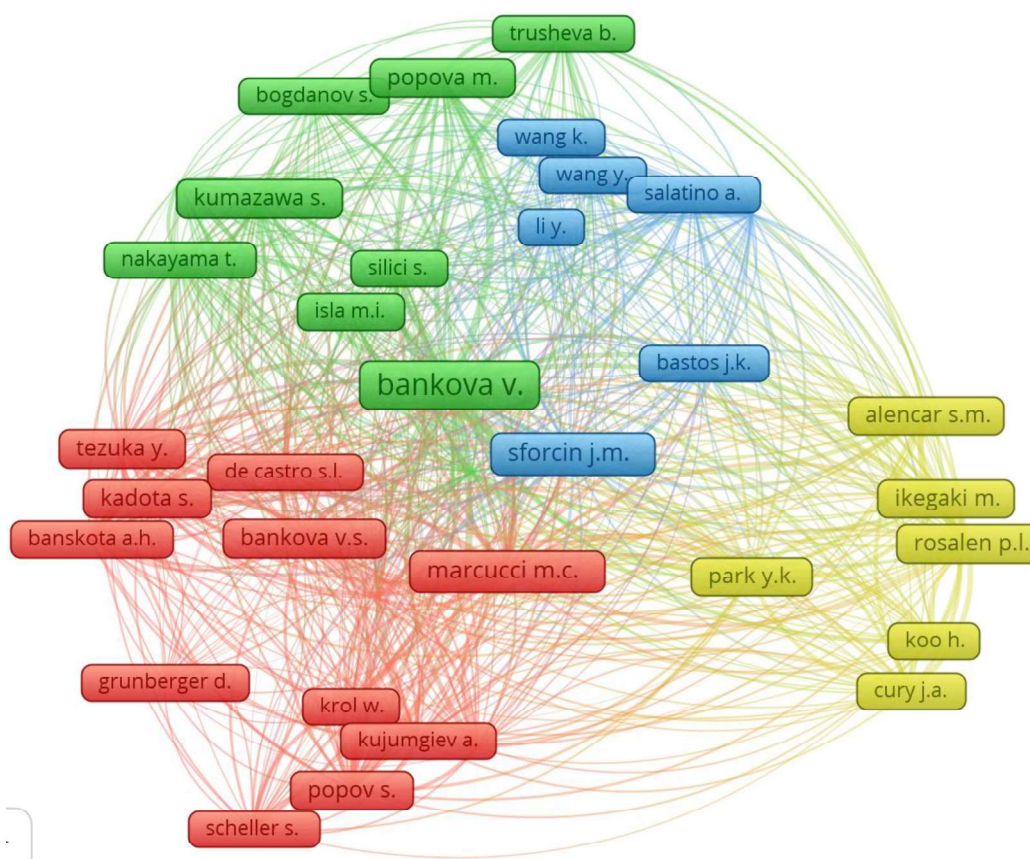 trusheva b.
popova m.
bogdanov s.
wang k.
wang y.
salatino a.
kumazawa s.
li y.
nakayama t.
silici s.
isla m.i.
bastos j.k.
bankova v.
alencar s.m.
tezuka y.
sforcin j.m.
de castro s.l.
kadota s.
ikegaki m.
banskota a.h.
bankova v.s.
rosalen p.l.
marcucci m.c.
park y.k.
koo h.
grunberger d.
cury j.a.
krol w.
kujumgiev a.
popov s.
scheller s.